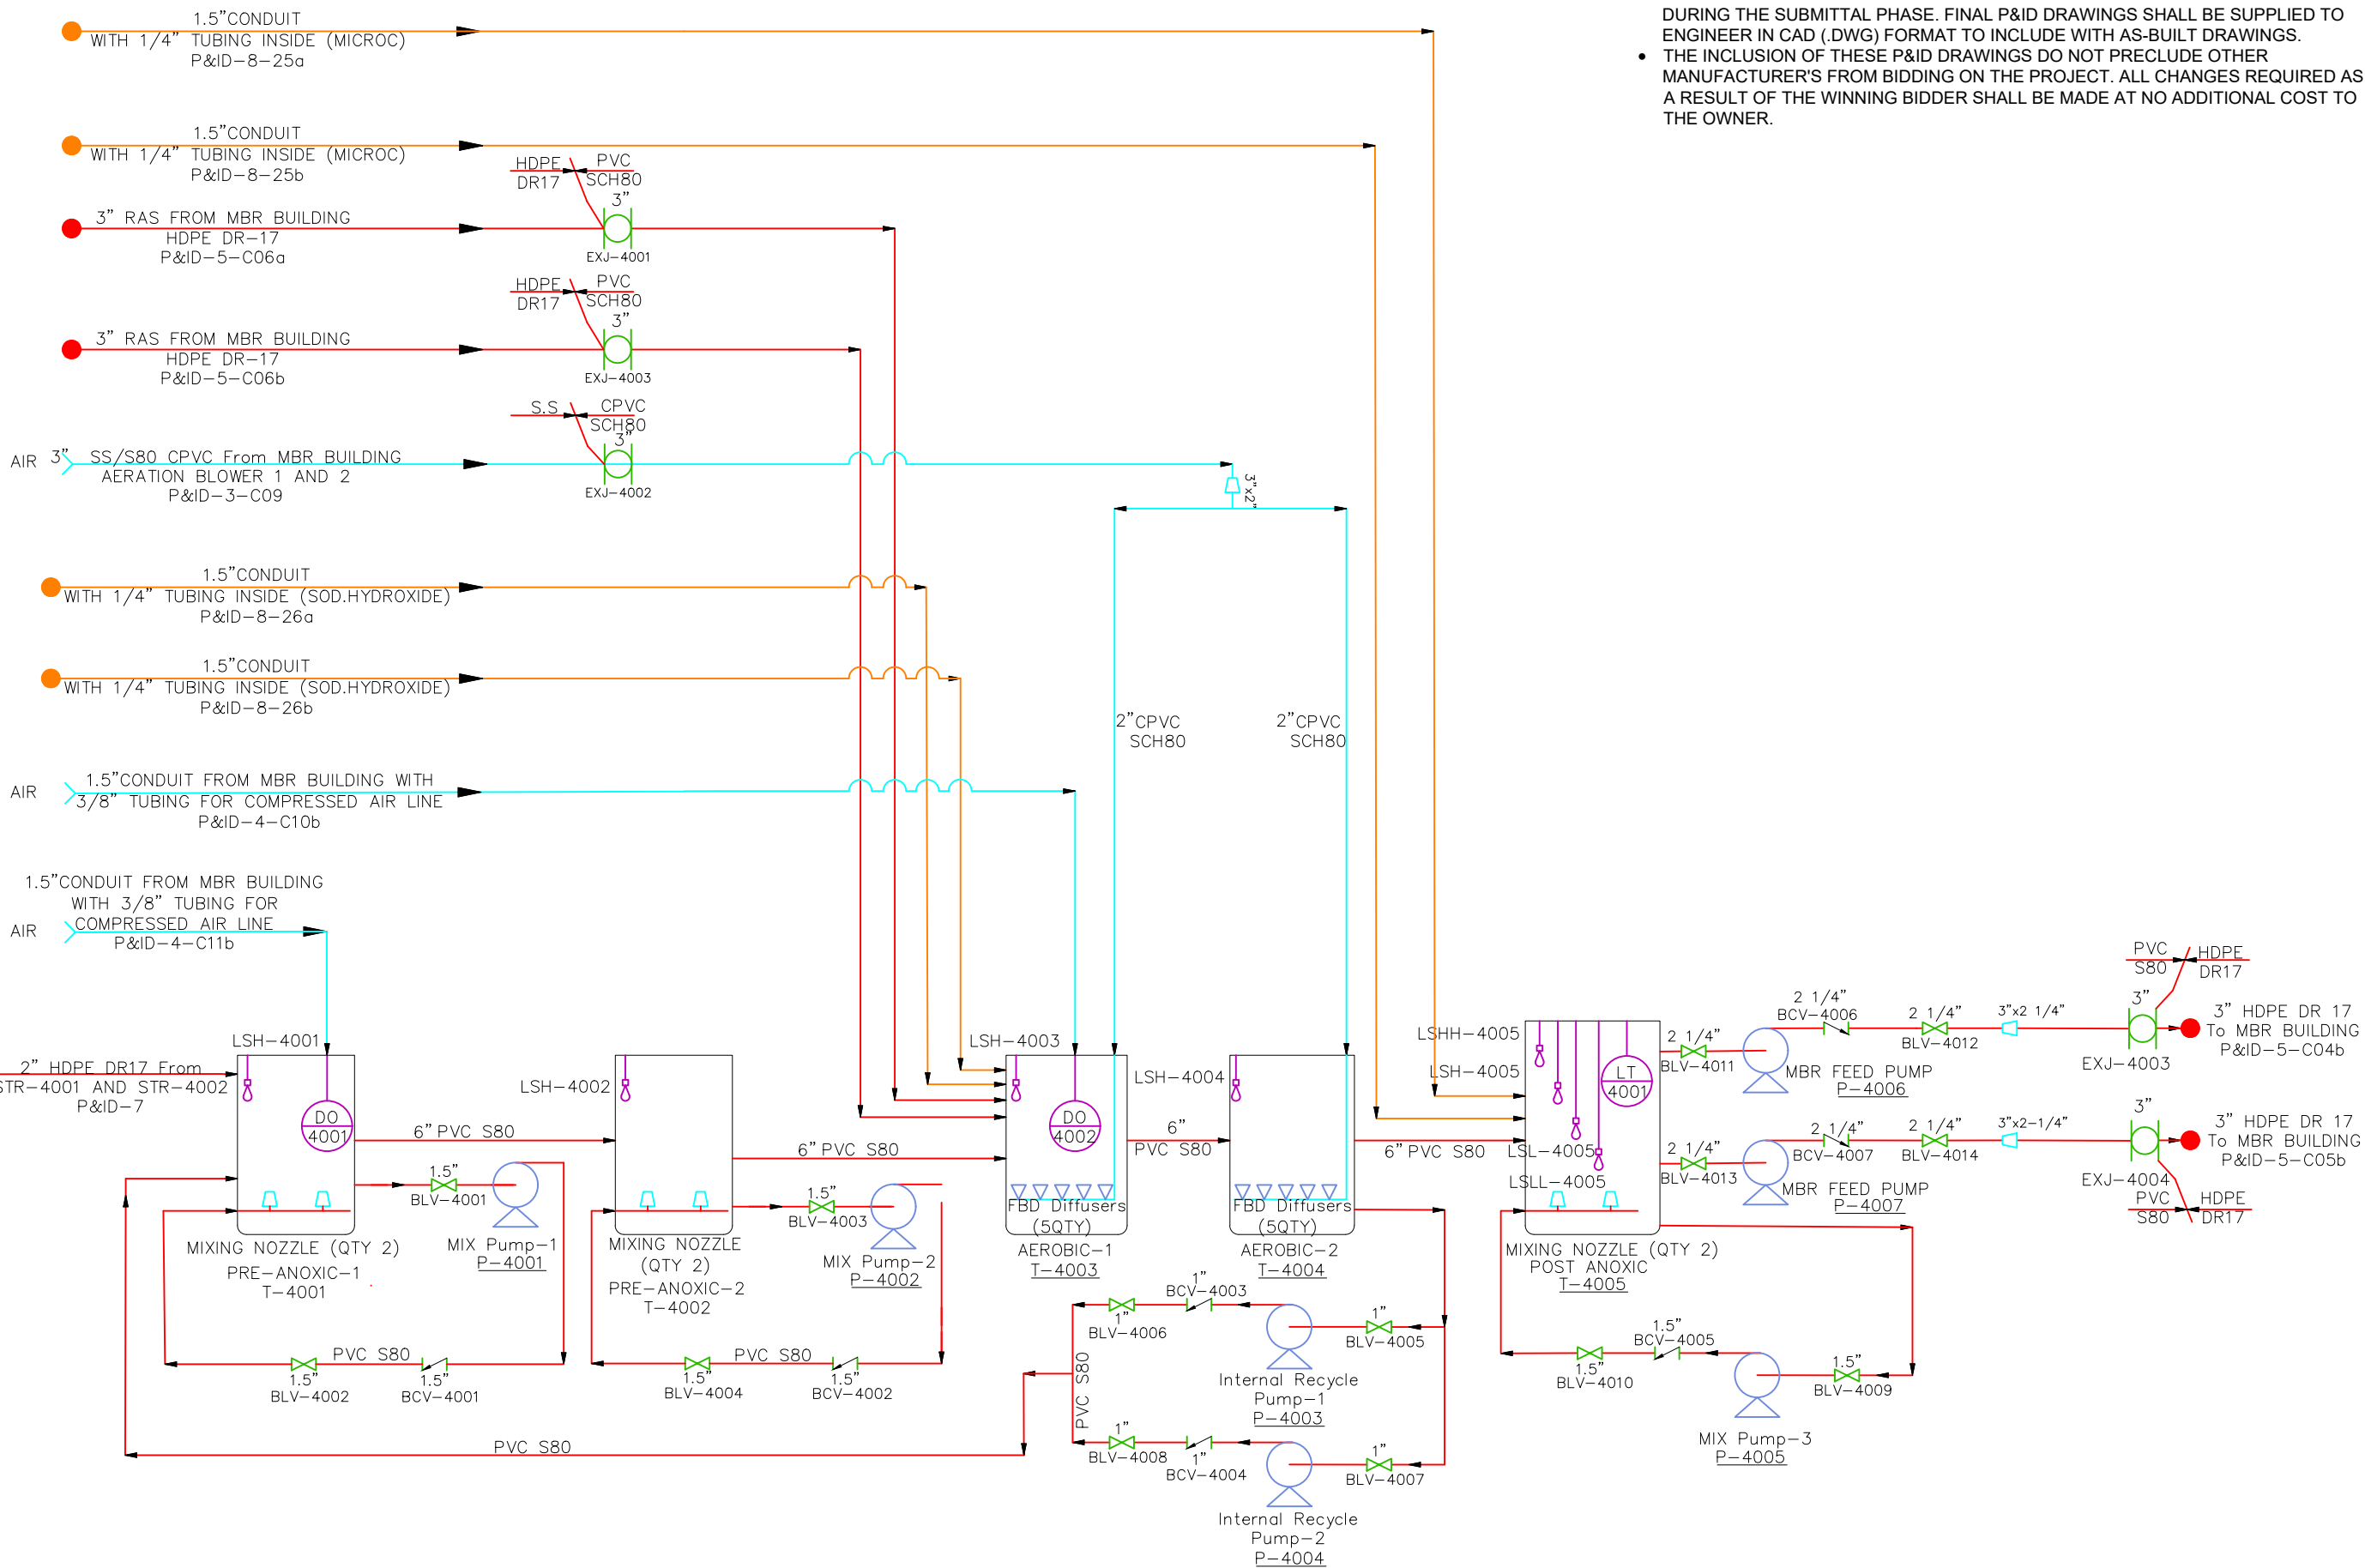 DURING THE SUBMITTAL PHASE. FINAL P&ID DRAWINGS SHALL BE SUPPLIED TO
ENGINEER IN CAD (.DWG) FORMAT TO INCLUDE WITH AS-BUILT DRAWINGS.
• THE INCLUSION OF THESE P&ID DRAWINGS DO NOT PRECLUDE OTHER
MANUFACTURER'S FROM BIDDING ON THE PROJECT. ALL CHANGES REQUIRED AS
A RESULT OF THE WINNING BIDDER SHALL BE MADE AT NO ADDITIONAL COST TO
THE OWNER.
1.5"CONDUIT
WITH 1/4" TUBING INSIDE (MICROC)
P&ID-8-25a
1.5"CONDUIT
WITH 1/4" TUBING INSIDE (MICROC)
P&ID-8-25b
HDPE
DR17
PVC
SCH80
3"
EXJ-4001
3" RAS FROM MBR BUILDING
HDPE DR-17
P&ID-5-C06a
HDPE
DR17
PVC
SCH80
3"
EXJ-4003
3" RAS FROM MBR BUILDING
HDPE DR-17
P&ID-5-C06b
S.S
CPVC
SCH80
3"
EXJ-4002
AIR 3" SS/S80 CPVC From MBR BUILDING
AERATION BLOWER 1 AND 2
P&ID-3-C09
3"x2"
1.5"CONDUIT
WITH 1/4" TUBING INSIDE (SOD.HYDROXIDE)
P&ID-8-26a
1.5"CONDUIT
WITH 1/4" TUBING INSIDE (SOD.HYDROXIDE)
P&ID-8-26b
2"CPVC
SCH80
2"CPVC
SCH80
AIR
1.5"CONDUIT FROM MBR BUILDING WITH
3/8" TUBING FOR COMPRESSED AIR LINE
P&ID-4-C10b
1.5"CONDUIT FROM MBR BUILDING
WITH 3/8" TUBING FOR
AIR COMPRESSED AIR LINE
P&ID-4-C11b
2" HDPE DR17 From
STR-4001 AND STR-4002
P&ID-7
LSH-4001
DO
4001
6"PVC S80
1.5"
BLV-4001
MIX Pump-1
P-4001
MIXING NOZZLE (QTY 2)
PRE-ANOXIC-1
T-4001
PVC S80
1.5"
BLV-4002
1.5"
BCV-4001
LSH-4002
6"PVC S80
1.5"
BLV-4003
MIX Pump-2
P-4002
MIXING NOZZLE
(QTY 2)
PRE-ANOXIC-2
T-4002
PVC S80
1.5"
BLV-4004
1.5"
BCV-4002
PVC S80
LSH-4003
DO
4002
FBD Diffusers
(5QTY)
AEROBIC-1
T-4003
6"
PVC S80
LSH-4004
FBD Diffusers
(5QTY)
AEROBIC-2
T-4004
6"PVC S80
1"
BCV-4003
1"
BLV-4006
1"
BLV-4005
Internal Recycle
Pump-1
P-4003
PVC S80
1"
BLV-4008
1"
BCV-4004
1"
BLV-4007
Internal Recycle
Pump-2
P-4004
LSHH-4005
LSH-4005
LSL-4005
LSLL-4005
LT
4001
MIXING NOZZLE (QTY 2)
POST ANOXIC
T-4005
1.5"
BCV-4005
1.5"
BLV-4010
1.5"
BLV-4009
MIX Pump-3
P-4005
2 1/4"
BLV-4011
MBR FEED PUMP
P-4006
2 1/4"
BCV-4006
2 1/4"
BLV-4012
3"x2 1/4"
3"
EXJ-4003
PVC
S80
HDPE
DR17
3" HDPE DR 17
To MBR BUILDING
P&ID-5-C04b
2 1/4"
BLV-4013
MBR FEED PUMP
P-4007
2 1/4"
BCV-4007
2 1/4"
BLV-4014
3"x2-1/4"
3"
EXJ-4004
PVC
S80
HDPE
DR17
3" HDPE DR 17
To MBR BUILDING
P&ID-5-C05b